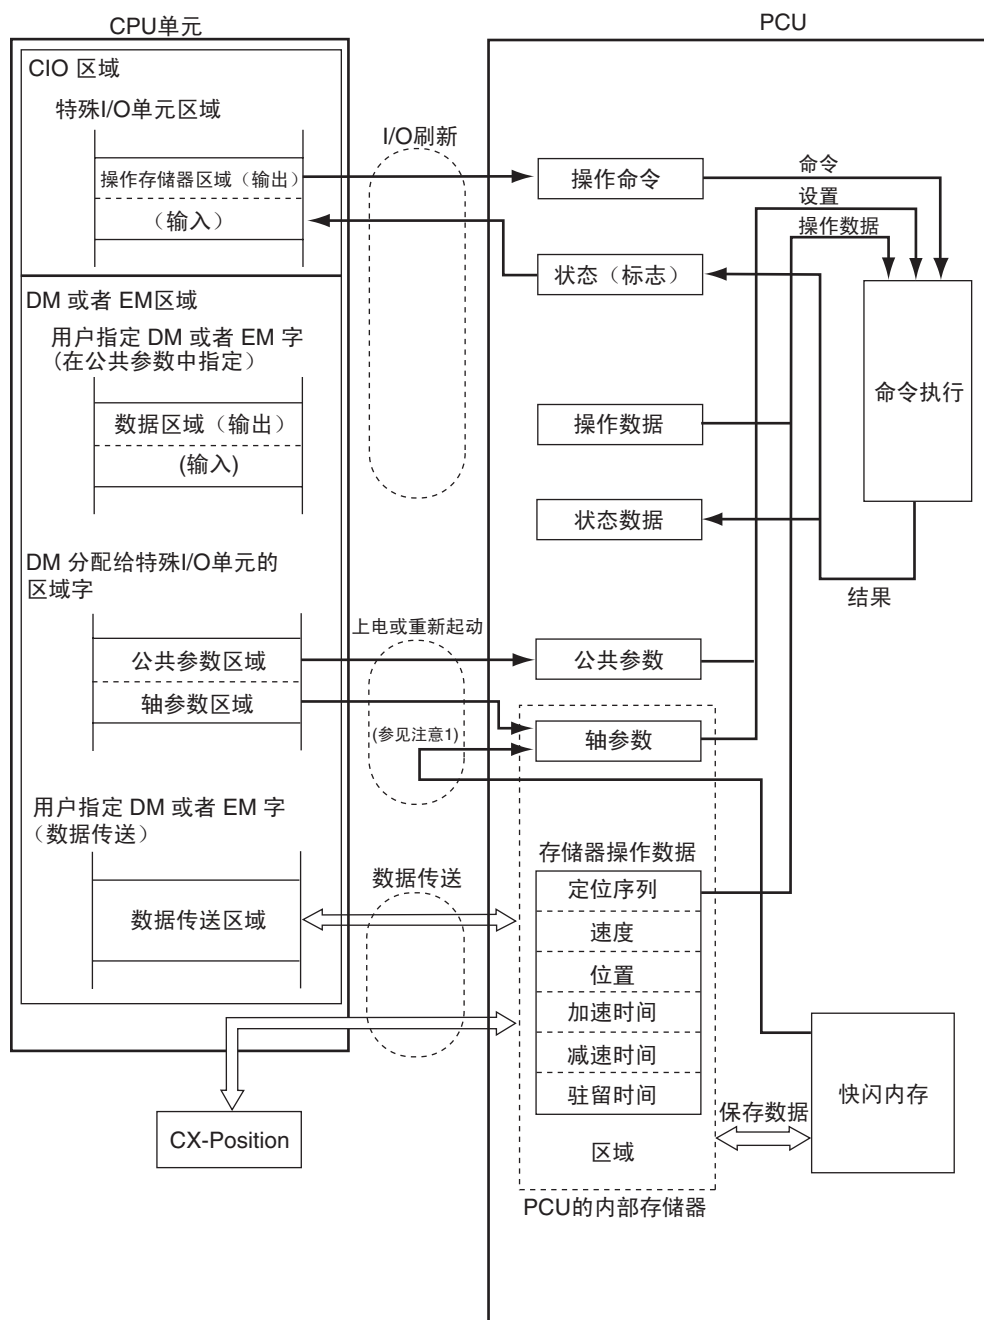 CPU单元
PCU
CIO 区域
特殊I/O单元区域
I/O刷新
操作存储器区域（输出）
（输入）
操作命令
命令
设置
操作数据
状态（标志）
DM 或者 EM区域
用户指定 DM 或者 EM 字
(在公共参数中指定）
数据区域（输出）
(输入)
操作数据
命令执行
状态数据
DM 分配给特殊I/O单元的
区域字
结果
上电或重新起动
公共参数区域
轴参数区域
公共参数
(参见注意1)
轴参数
用户指定 DM 或者 EM 字
（数据传送）
数据传送
数据传送区域
存储器操作数据
定位序列
速度
位置
加速时间
减速时间
驻留时间
区域
PCU的内部存储器
保存数据
快闪内存
CX-Position